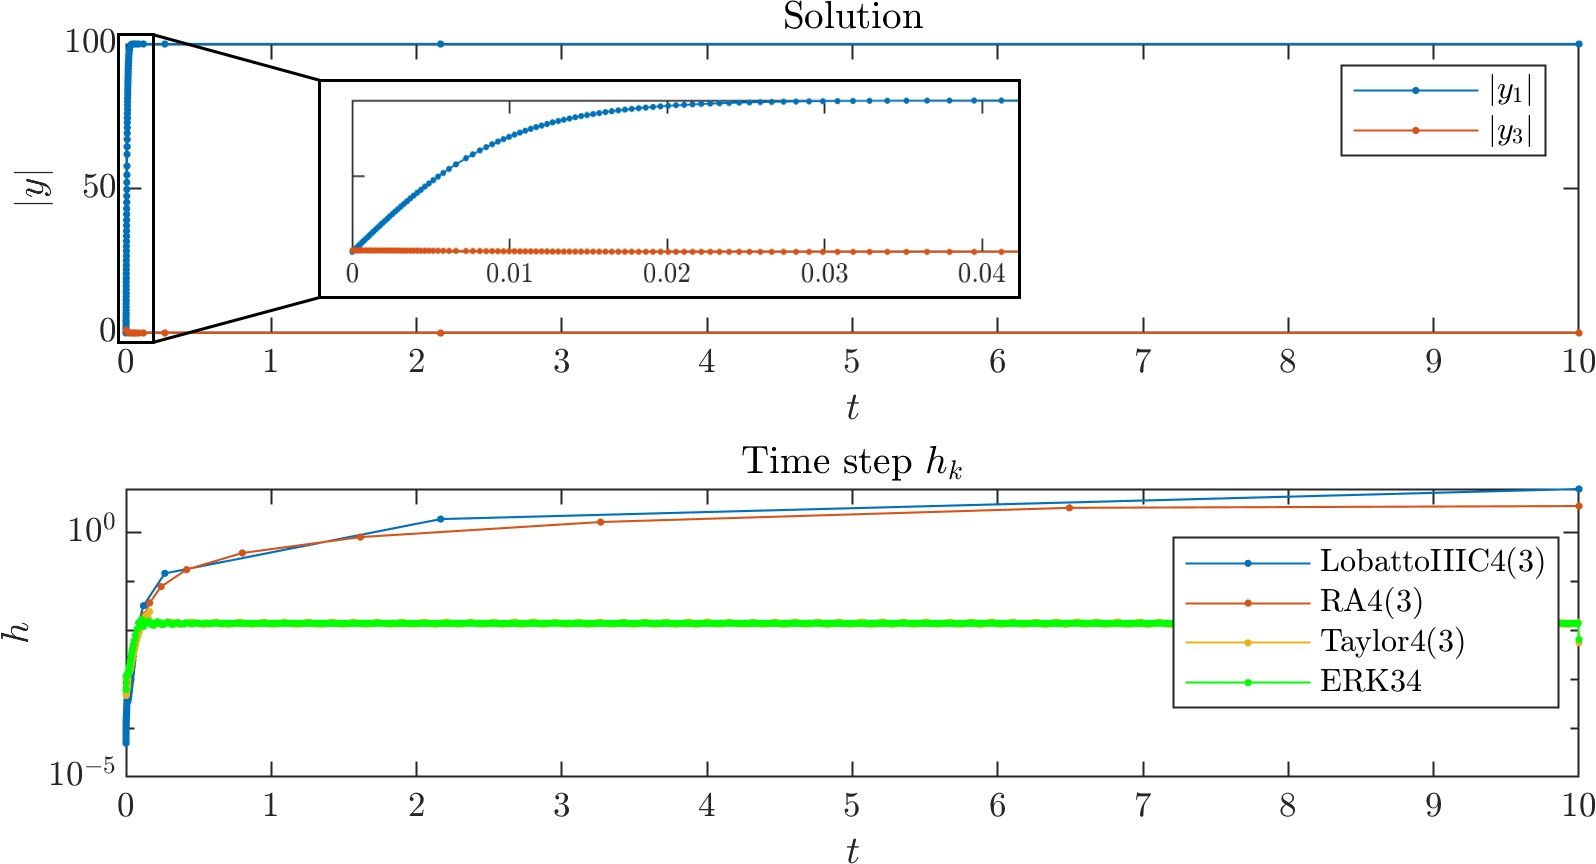 Solution
100
50
0
|y|
|y₁|
|y₃|
0 0.01 0.02 0.03 0.04
0 1 2 3 4 5 6 7 8 9 10
t
Time step hₖ
10⁰
10⁻⁵
h
LobattoIIIC4(3)
RA4(3)
Taylor4(3)
ERK34
0 1 2 3 4 5 6 7 8 9 10
t